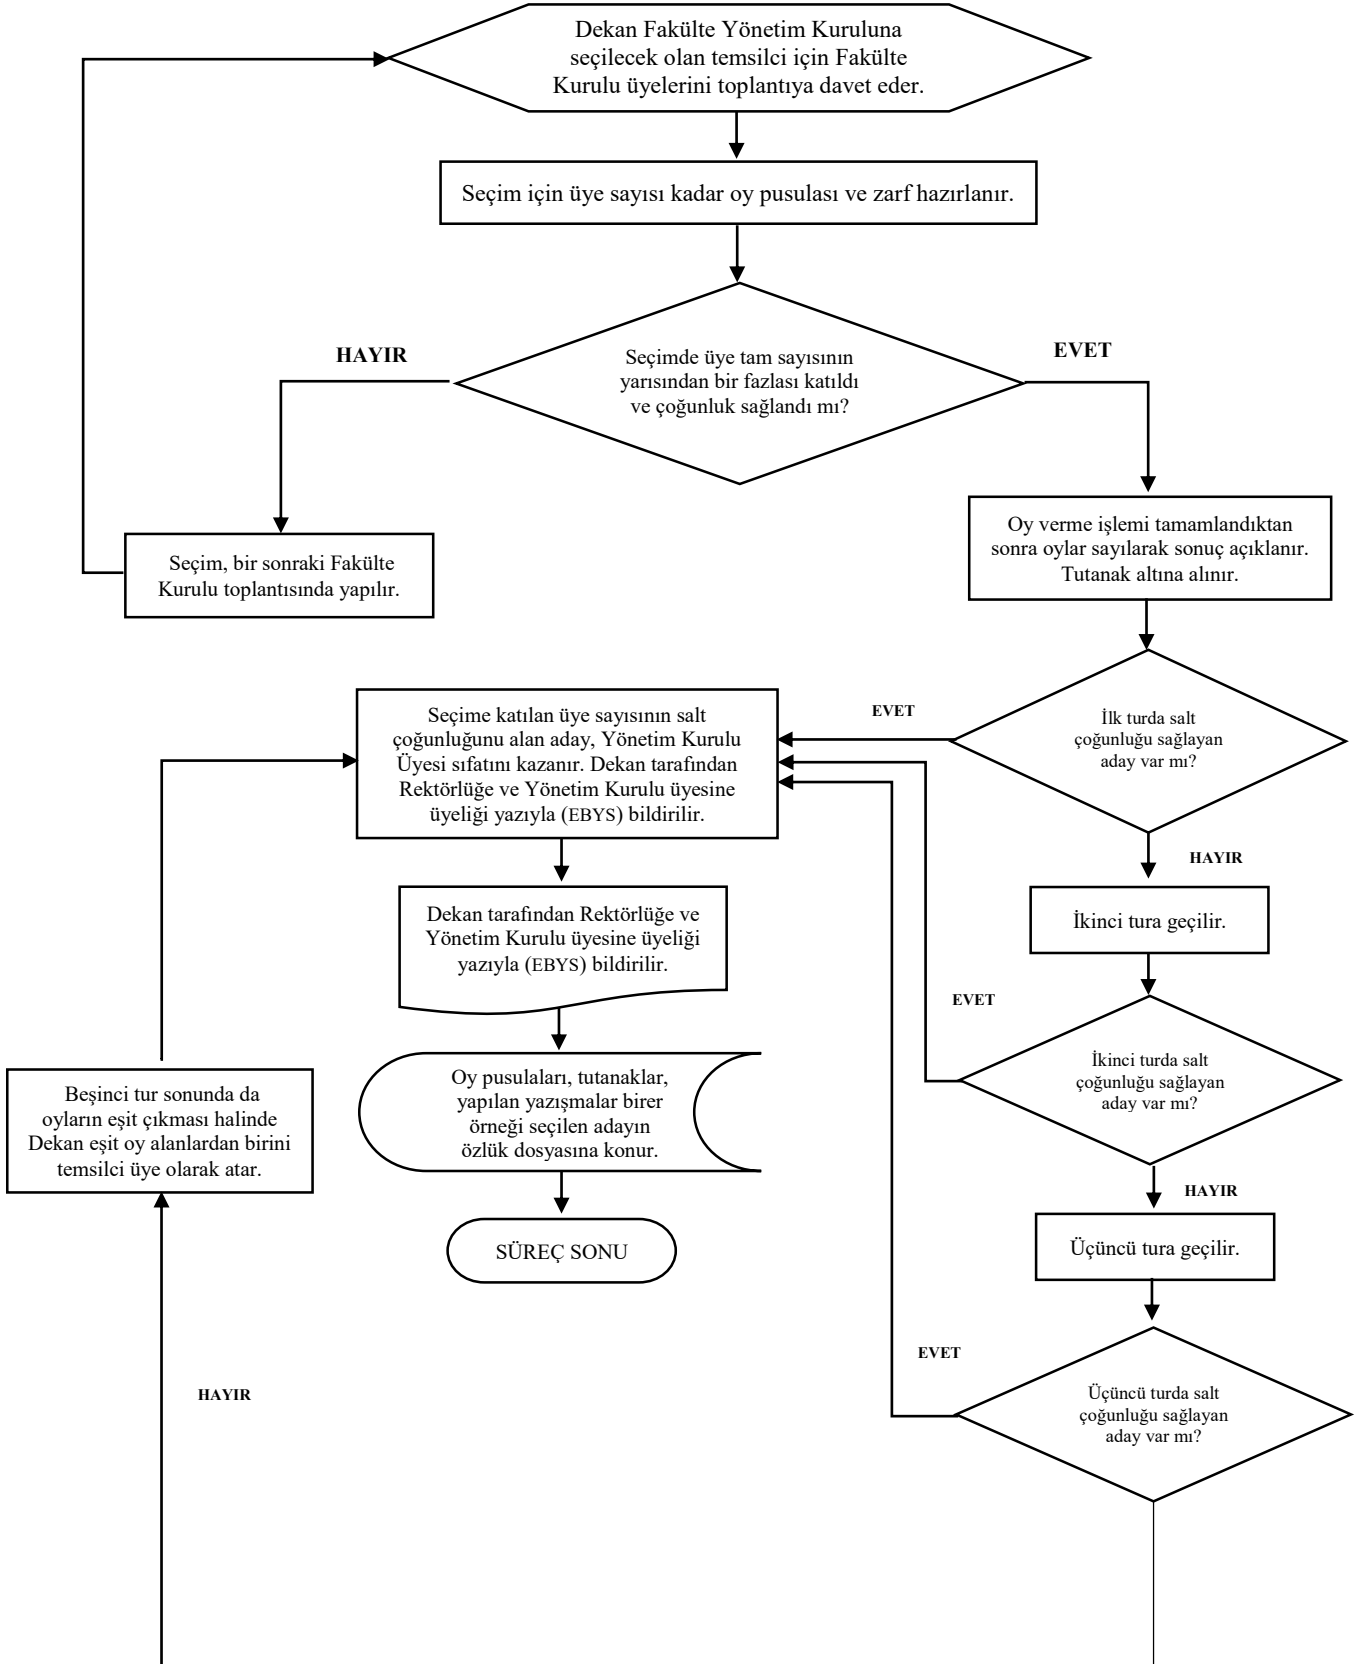 Dekan Fakülte Yönetim Kuruluna
seçilecek olan temsilci için Fakülte
Kurulu üyelerini toplantıya davet eder.
Seçim için üye sayısı kadar oy pusulası ve zarf hazırlanır.
HAYIR
EVET
Seçimde üye tam sayısının
yarısından bir fazlası katıldı
ve çoğunluk sağlandı mı?
Oy verme işlemi tamamlandıktan
sonra oylar sayılarak sonuç açıklanır.
Tutanak altına alınır.
Seçim, bir sonraki Fakülte
Kurulu toplantısında yapılır.
EVET
İlk turda salt
çoğunluğu sağlayan
aday var mı?
Seçime katılan üye sayısının salt
çoğunluğunu alan aday, Yönetim Kurulu
Üyesi sıfatını kazanır. Dekan tarafından
Rektörlüğe ve Yönetim Kurulu üyesine
üyeliği yazıyla (EBYS) bildirilir.
HAYIR
İkinci tura geçilir.
Dekan tarafından Rektörlüğe ve
Yönetim Kurulu üyesine üyeliği
yazıyla (EBYS) bildirilir.
EVET
İkinci turda salt
çoğunluğu sağlayan
aday var mı?
Beşinci tur sonunda da
oyların eşit çıkması halinde
Dekan eşit oy alanlardan birini
temsilci üye olarak atar.
Oy pusulaları, tutanaklar,
yapılan yazışmalar birer
örneği seçilen adayın
özlük dosyasına konur.
HAYIR
Üçüncü tura geçilir.
SÜREÇ SONU
EVET
HAYIR
Üçüncü turda salt
çoğunluğu sağlayan
aday var mı?